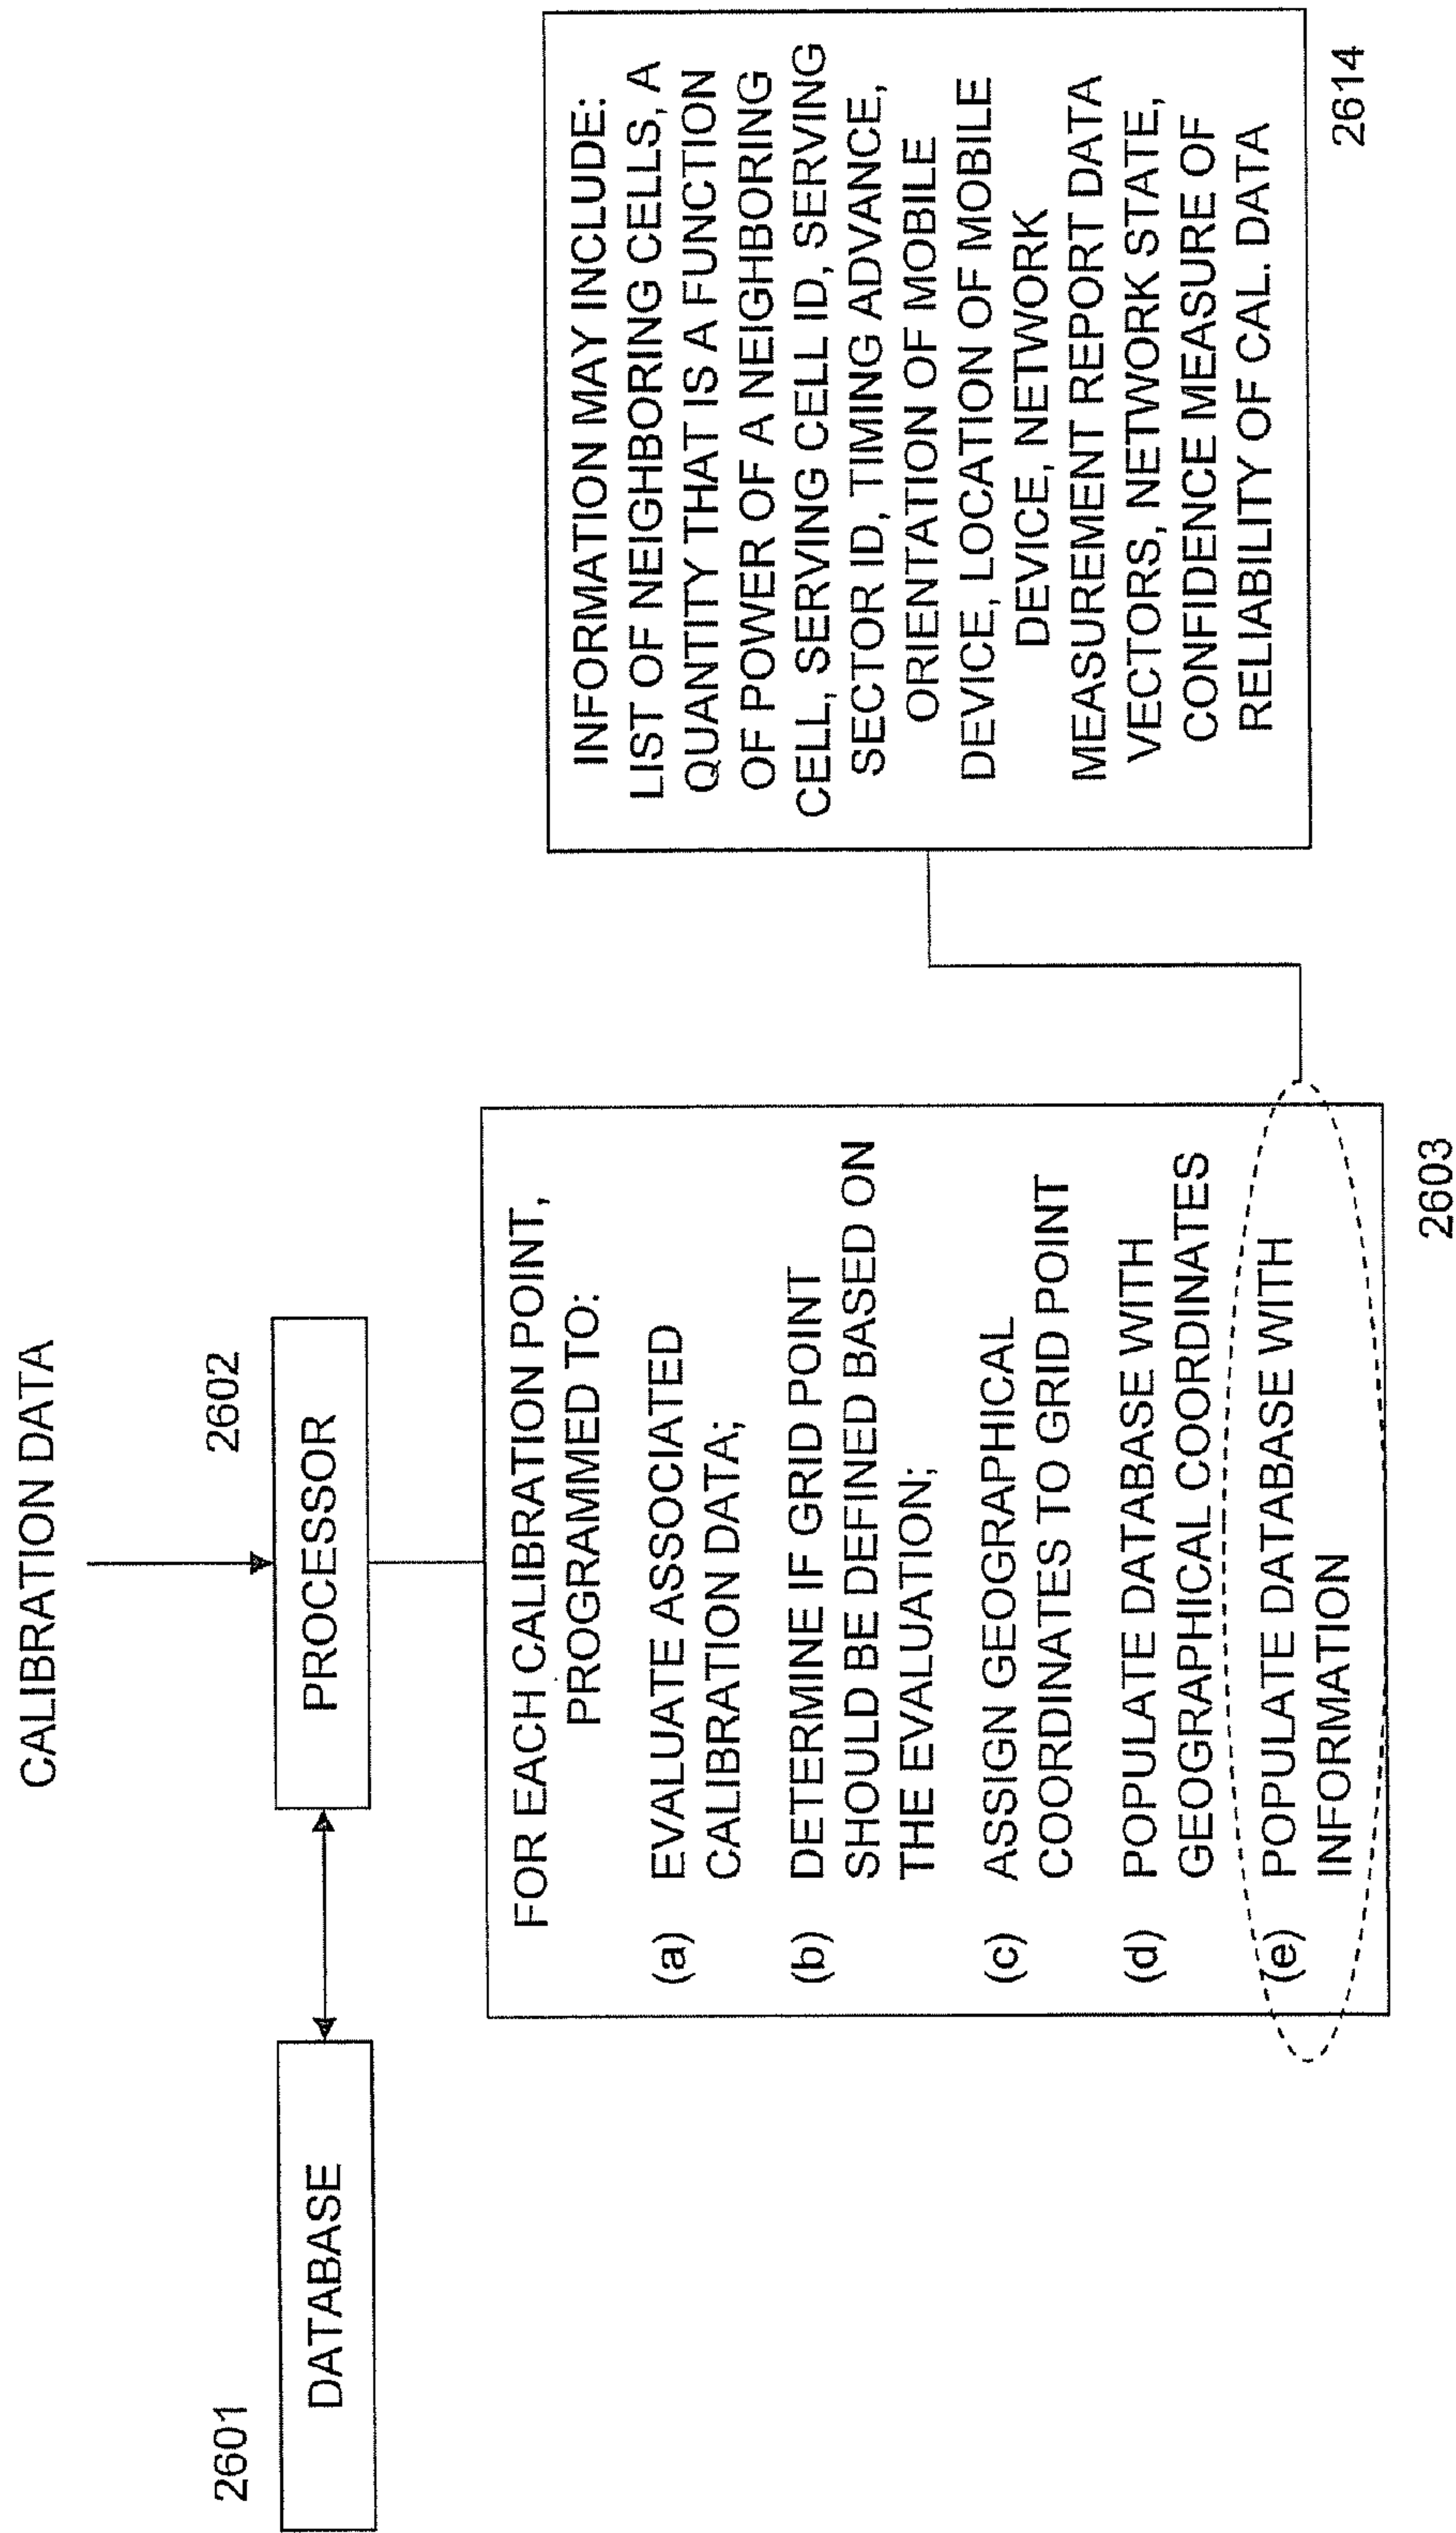 CALIBRATION DATA
2601
DATABASE
2602
PROCESSOR
FOR EACH CALIBRATION POINT,
PROGRAMMED TO:
(a) EVALUATE ASSOCIATED
CALIBRATION DATA;
(b) DETERMINE IF GRID POINT
SHOULD BE DEFINED BASED ON
THE EVALUATION;
(c) ASSIGN GEOGRAPHICAL
COORDINATES TO GRID POINT
(d) POPULATE DATABASE WITH
GEOGRAPHICAL COORDINATES
(e) POPULATE DATABASE WITH
INFORMATION
2603
INFORMATION MAY INCLUDE:
LIST OF NEIGHBORING CELLS, A
QUANTITY THAT IS A FUNCTION
OF POWER OF A NEIGHBORING
CELL, SERVING CELL ID, SERVING
SECTOR ID, TIMING ADVANCE,
ORIENTATION OF MOBILE
DEVICE, LOCATION OF MOBILE
DEVICE, NETWORK
MEASUREMENT REPORT DATA
VECTORS, NETWORK STATE,
CONFIDENCE MEASURE OF
RELIABILITY OF CAL. DATA
2614